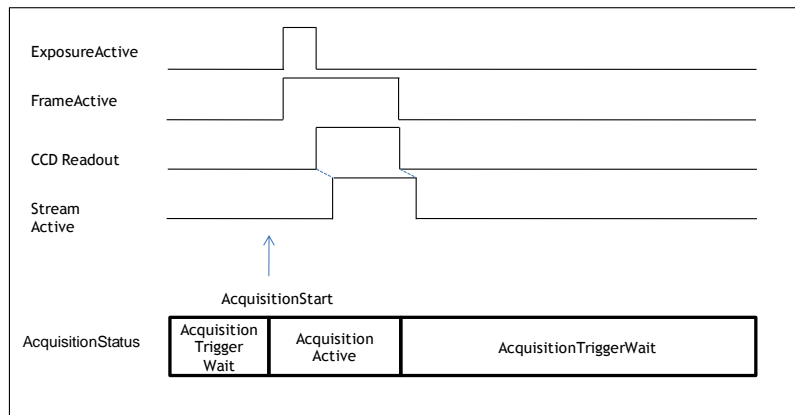 ExposureActive
FrameActive
CCD Readout
Stream
Active
AcquisitionStart
AcquisitionStatus
Acquisition
Trigger
Wait
Acquisition
Active
AcquisitionTriggerWait